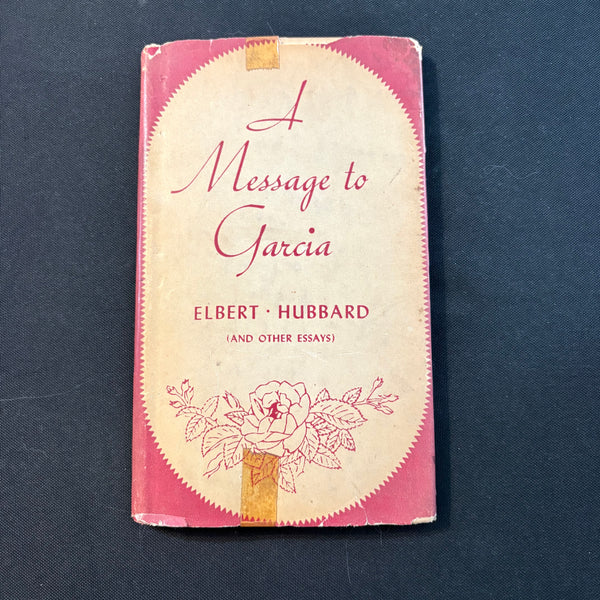 A
Message to
Garcia
ELBERT · HUBBARD
(AND OTHER ESSAYS)